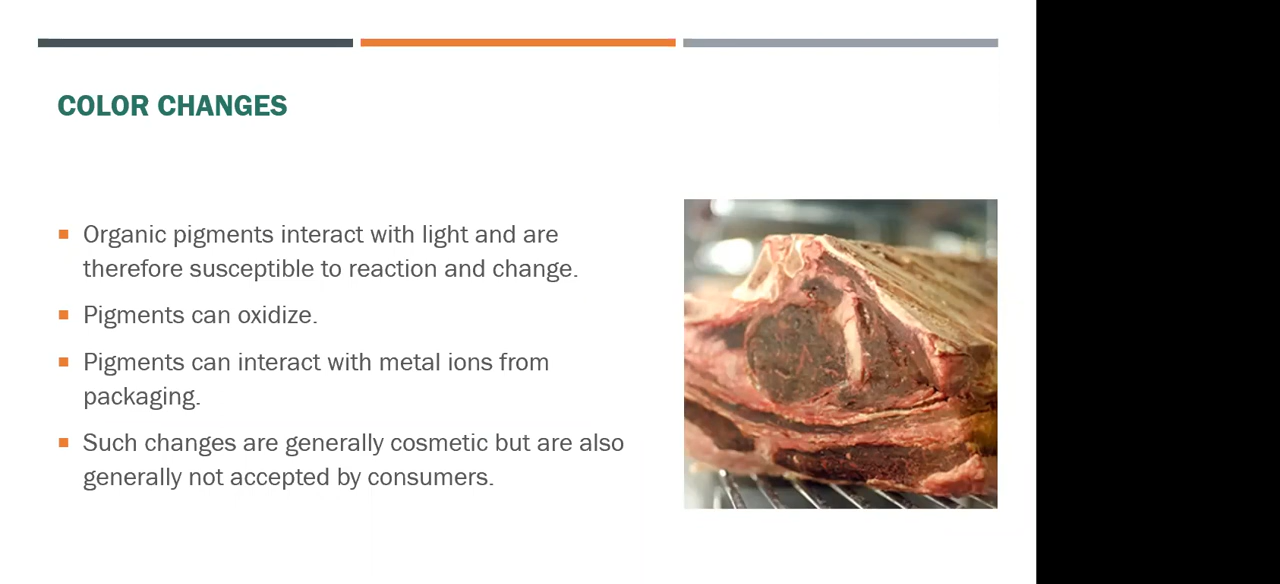 COLOR CHANGES
Organic pigments interact with light and are
therefore susceptible to reaction and change.
Pigments can oxidize.
Pigments can interact with metal ions from
packaging.
Such changes are generally cosmetic but are also
generally not accepted by consumers.